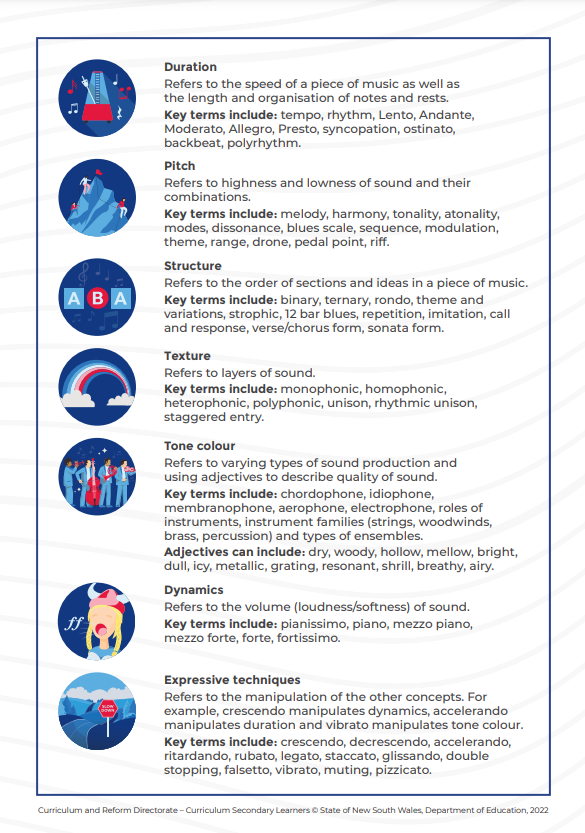 Duration
Refers to the speed of a piece of music as well as
the length and organisation of notes and rests.
Key terms include: tempo, rhythm, Lento, Andante,
Moderato, Allegro, Presto, syncopation, ostinato,
backbeat, polyrhythm.
Pitch
Refers to highness and lowness of sound and their
combinations.
Key terms include: melody, harmony, tonality, atonality,
modes, dissonance, blues scale, sequence, modulation,
theme, range, drone, pedal point, riff.
A B A
Structure
Refers to the order of sections and ideas in a piece of music.
Key terms include: binary, ternary, rondo, theme and
variations, strophic, 12 bar blues, repetition, imitation, call
and response, verse/chorus form, sonata form.
Texture
Refers to layers of sound.
Key terms include: monophonic, homophonic,
heterophonic, polyphonic, unison, rhythmic unison,
staggered entry.
Tone colour
Refers to varying types of sound production and
using adjectives to describe quality of sound.
Key terms include: chordophone, idiophone,
membranophone, aerophone, electrophone, roles of
instruments, instrument families (strings, woodwinds,
brass, percussion) and types of ensembles.
Adjectives can include: dry, woody, hollow, mellow, bright,
dull, icy, metallic, grating, resonant, shrill, breathy, airy.
ff
Dynamics
Refers to the volume (loudness/softness) of sound.
Key terms include: pianissimo, piano, mezzo piano,
mezzo forte, forte, fortissimo.
SLOW
DOWN
Expressive techniques
Refers to the manipulation of the other concepts. For
example, crescendo manipulates dynamics, accelerando
manipulates duration and vibrato manipulates tone colour.
Key terms include: crescendo, decrescendo, accelerando,
ritardando, rubato, legato, staccato, glissando, double
stopping, falsetto, vibrato, muting, pizzicato.
Curriculum and Reform Directorate – Curriculum Secondary Learners © State of New South Wales, Department of Education, 2022